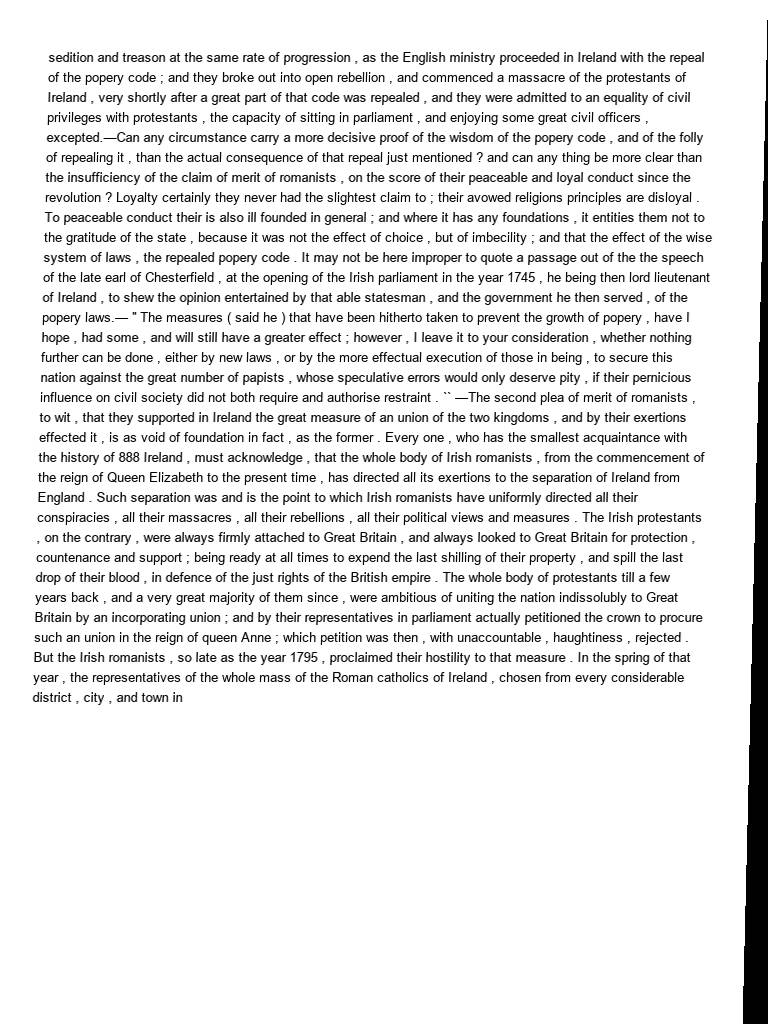 sedition and treason at the same rate of progression , as the English ministry proceeded in Ireland with the repeal
of the popery code ; and they broke out into open rebellion , and commenced a massacre of the protestants of
Ireland , very shortly after a great part of that code was repealed , and they were admitted to an equality of civil
privileges with protestants , the capacity of sitting in parliament , and enjoying some great civil officers ,
excepted.—Can any circumstance carry a more decisive proof of the wisdom of the popery code , and of the folly
of repealing it , than the actual consequence of that repeal just mentioned ? and can any thing be more clear than
the insufficiency of the claim of merit of romanists , on the score of their peaceable and loyal conduct since the
revolution ? Loyalty certainly they never had the slightest claim to ; their avowed religions principles are disloyal .
To peaceable conduct their is also ill founded in general ; and where it has any foundations , it entities them not to
the gratitude of the state , because it was not the effect of choice , but of imbecility ; and that the effect of the wise
system of laws , the repealed popery code . It may not be here improper to quote a passage out of the the speech
of the late earl of Chesterfield , at the opening of the Irish parliament in the year 1745 , he being then lord lieutenant
of Ireland , to shew the opinion entertained by that able statesman , and the government he then served , of the
popery laws.— " The measures ( said he ) that have been hitherto taken to prevent the growth of popery , have I
hope , had some , and will still have a greater effect ; however , I leave it to your consideration , whether nothing
further can be done , either by new laws , or by the more effectual execution of those in being , to secure this
nation against the great number of papists , whose speculative errors would only deserve pity , if their pernicious
influence on civil society did not both require and authorise restraint . `` —The second plea of merit of romanists ,
to wit , that they supported in Ireland the great measure of an union of the two kingdoms , and by their exertions
effected it , is as void of foundation in fact , as the former . Every one , who has the smallest acquaintance with
the history of 888 Ireland , must acknowledge , that the whole body of Irish romanists , from the commencement of
the reign of Queen Elizabeth to the present time , has directed all its exertions to the separation of Ireland from
England . Such separation was and is the point to which Irish romanists have uniformly directed all their
conspiracies , all their massacres , all their rebellions , all their political views and measures . The Irish protestants
, on the contrary , were always firmly attached to Great Britain , and always looked to Great Britain for protection ,
countenance and support ; being ready at all times to expend the last shilling of their property , and spill the last
drop of their blood , in defence of the just rights of the British empire . The whole body of protestants till a few
years back , and a very great majority of them since , were ambitious of uniting the nation indissolubly to Great
Britain by an incorporating union ; and by their representatives in parliament actually petitioned the crown to procure
such an union in the reign of queen Anne ; which petition was then , with unaccountable , haughtiness , rejected .
But the Irish romanists , so late as the year 1795 , proclaimed their hostility to that measure . In the spring of that
year , the representatives of the whole mass of the Roman catholics of Ireland , chosen from every considerable
district , city , and town in